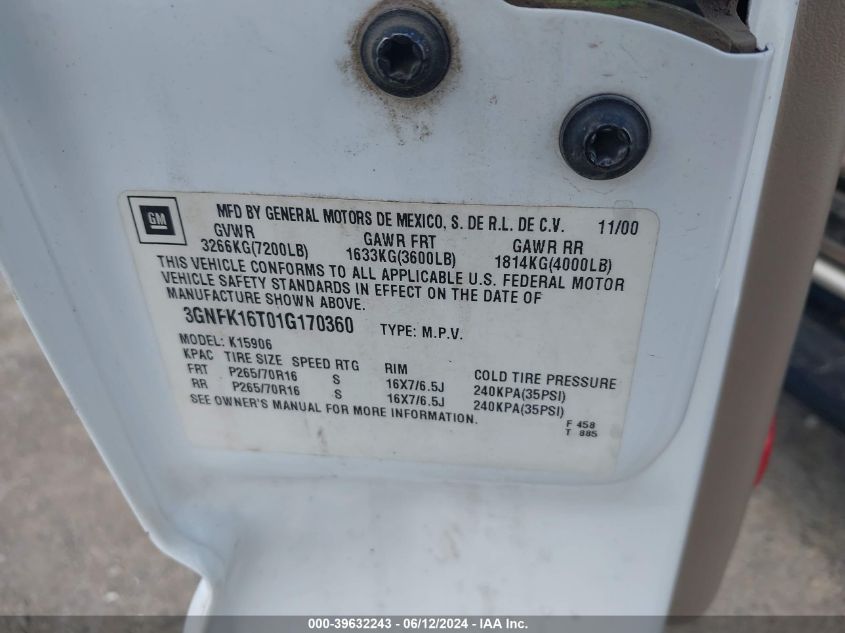 GM
MFD BY GENERAL MOTORS DE MEXICO, S. DE R.L. DE C.V. 11/00
GVWR GAWR FRT GAWR RR
3266KG(7200LB) 1633KG(3600LB) 1814KG(4000LB)
THIS VEHICLE CONFORMS TO ALL APPLICABLE U.S. FEDERAL MOTOR
VEHICLE SAFETY STANDARDS IN EFFECT ON THE DATE OF
MANUFACTURE SHOWN ABOVE.
3GNFK16T01G170360 TYPE: M.P.V.
MODEL: K15906
KPAC TIRE SIZE SPEED RTG RIM COLD TIRE PRESSURE
FRT P265/70R16 S 16X7/6.5J 240KPA(35PSI)
RR P265/70R16 S 16X7/6.5J 240KPA(35PSI)
SEE OWNER'S MANUAL FOR MORE INFORMATION.
F 458
T 885
000-39632243 - 06/12/2024 - IAA Inc.